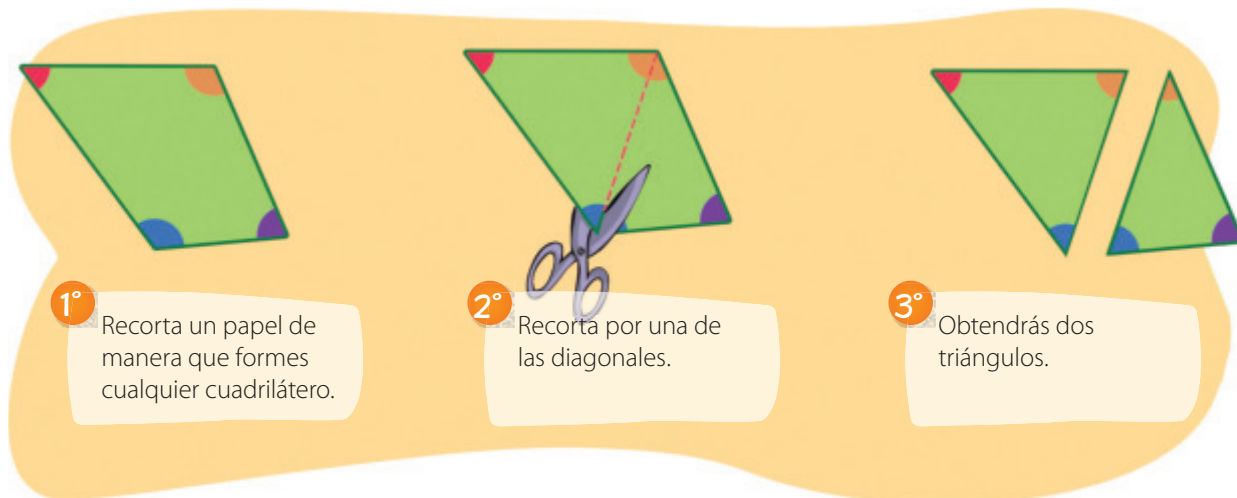 1°
Recorta un papel de
manera que formes
cualquier cuadrilátero.
2°
Recorta por una de
las diagonales.
3°
Obtendrás dos
triángulos.